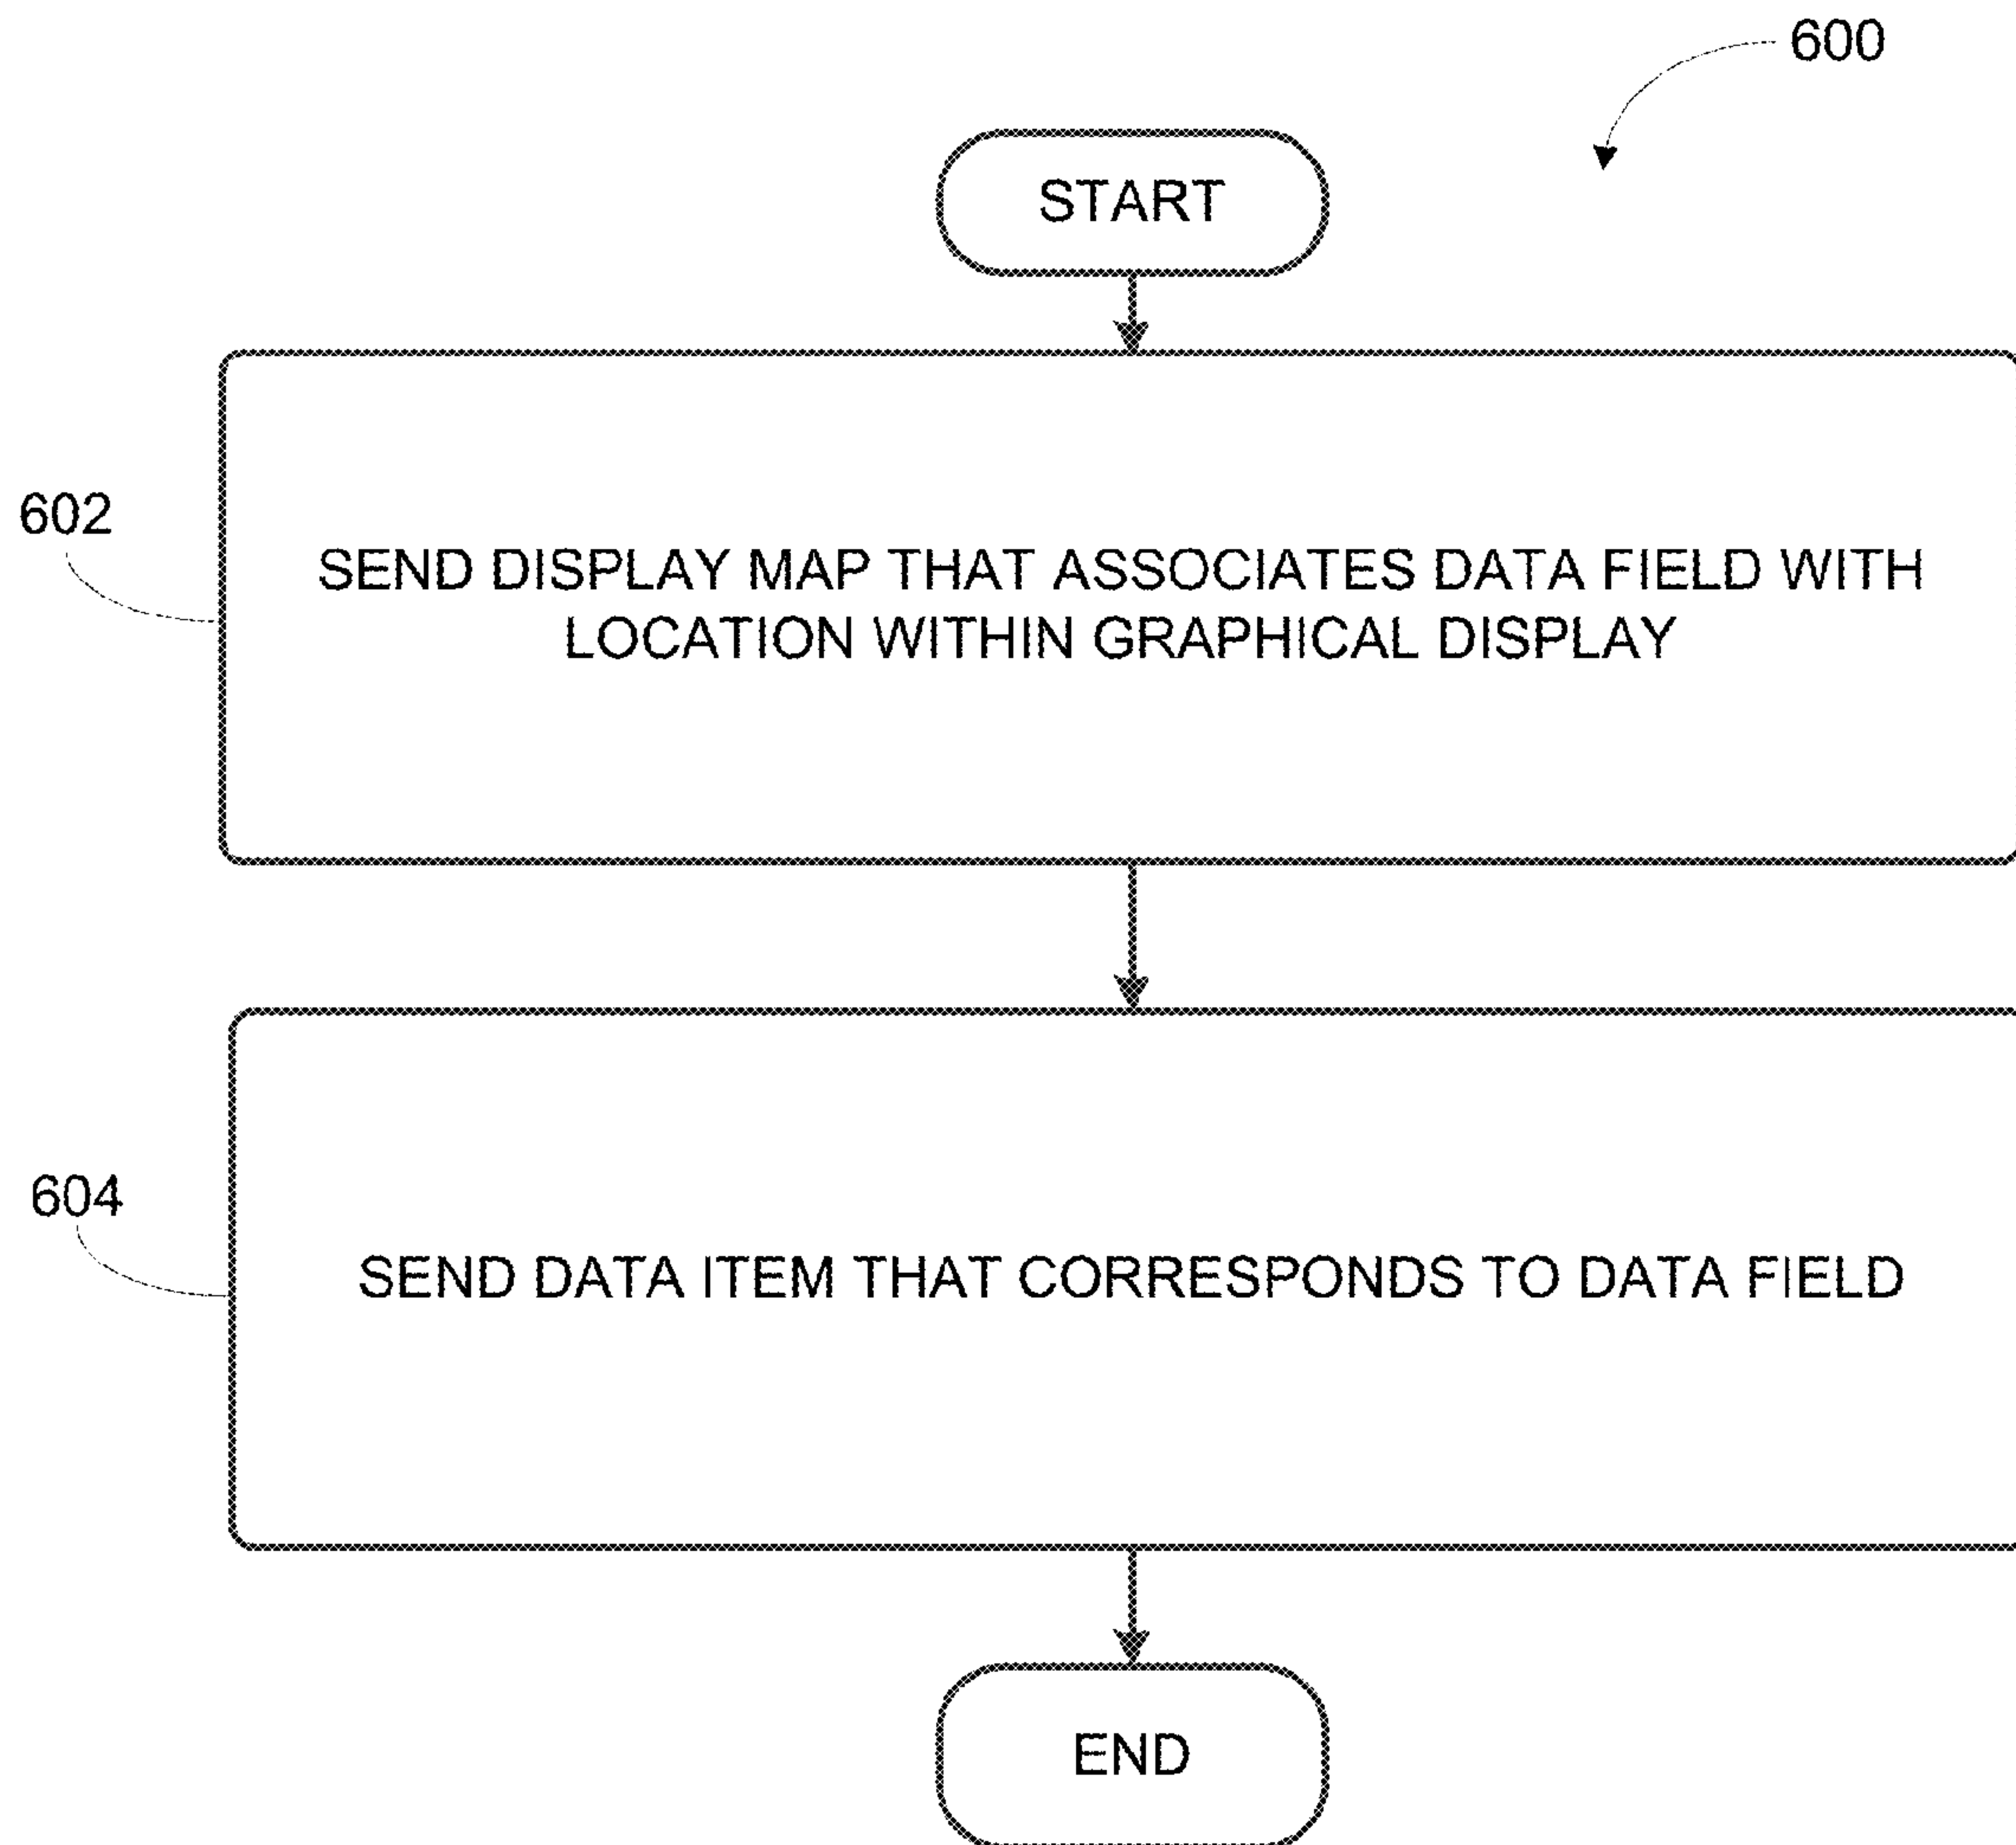 600
START
602
SEND DISPLAY MAP THAT ASSOCIATES DATA FIELD WITH
LOCATION WITHIN GRAPHICAL DISPLAY
604
SEND DATA ITEM THAT CORRESPONDS TO DATA FIELD
END